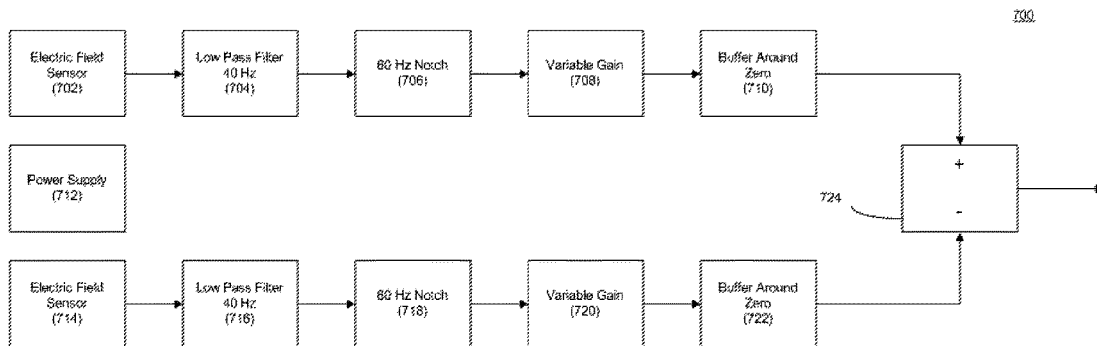 700
Electric Field
Sensor
(702)
Low Pass Filter
40 Hz
(704)
60 Hz Notch
(706)
Variable Gain
(708)
Buffer Around
Zero
(710)
Power Supply
(712)
+
-
724
Electric Field
Sensor
(714)
Low Pass Filter
40 Hz
(716)
60 Hz Notch
(718)
Variable Gain
(720)
Buffer Around
Zero
(722)